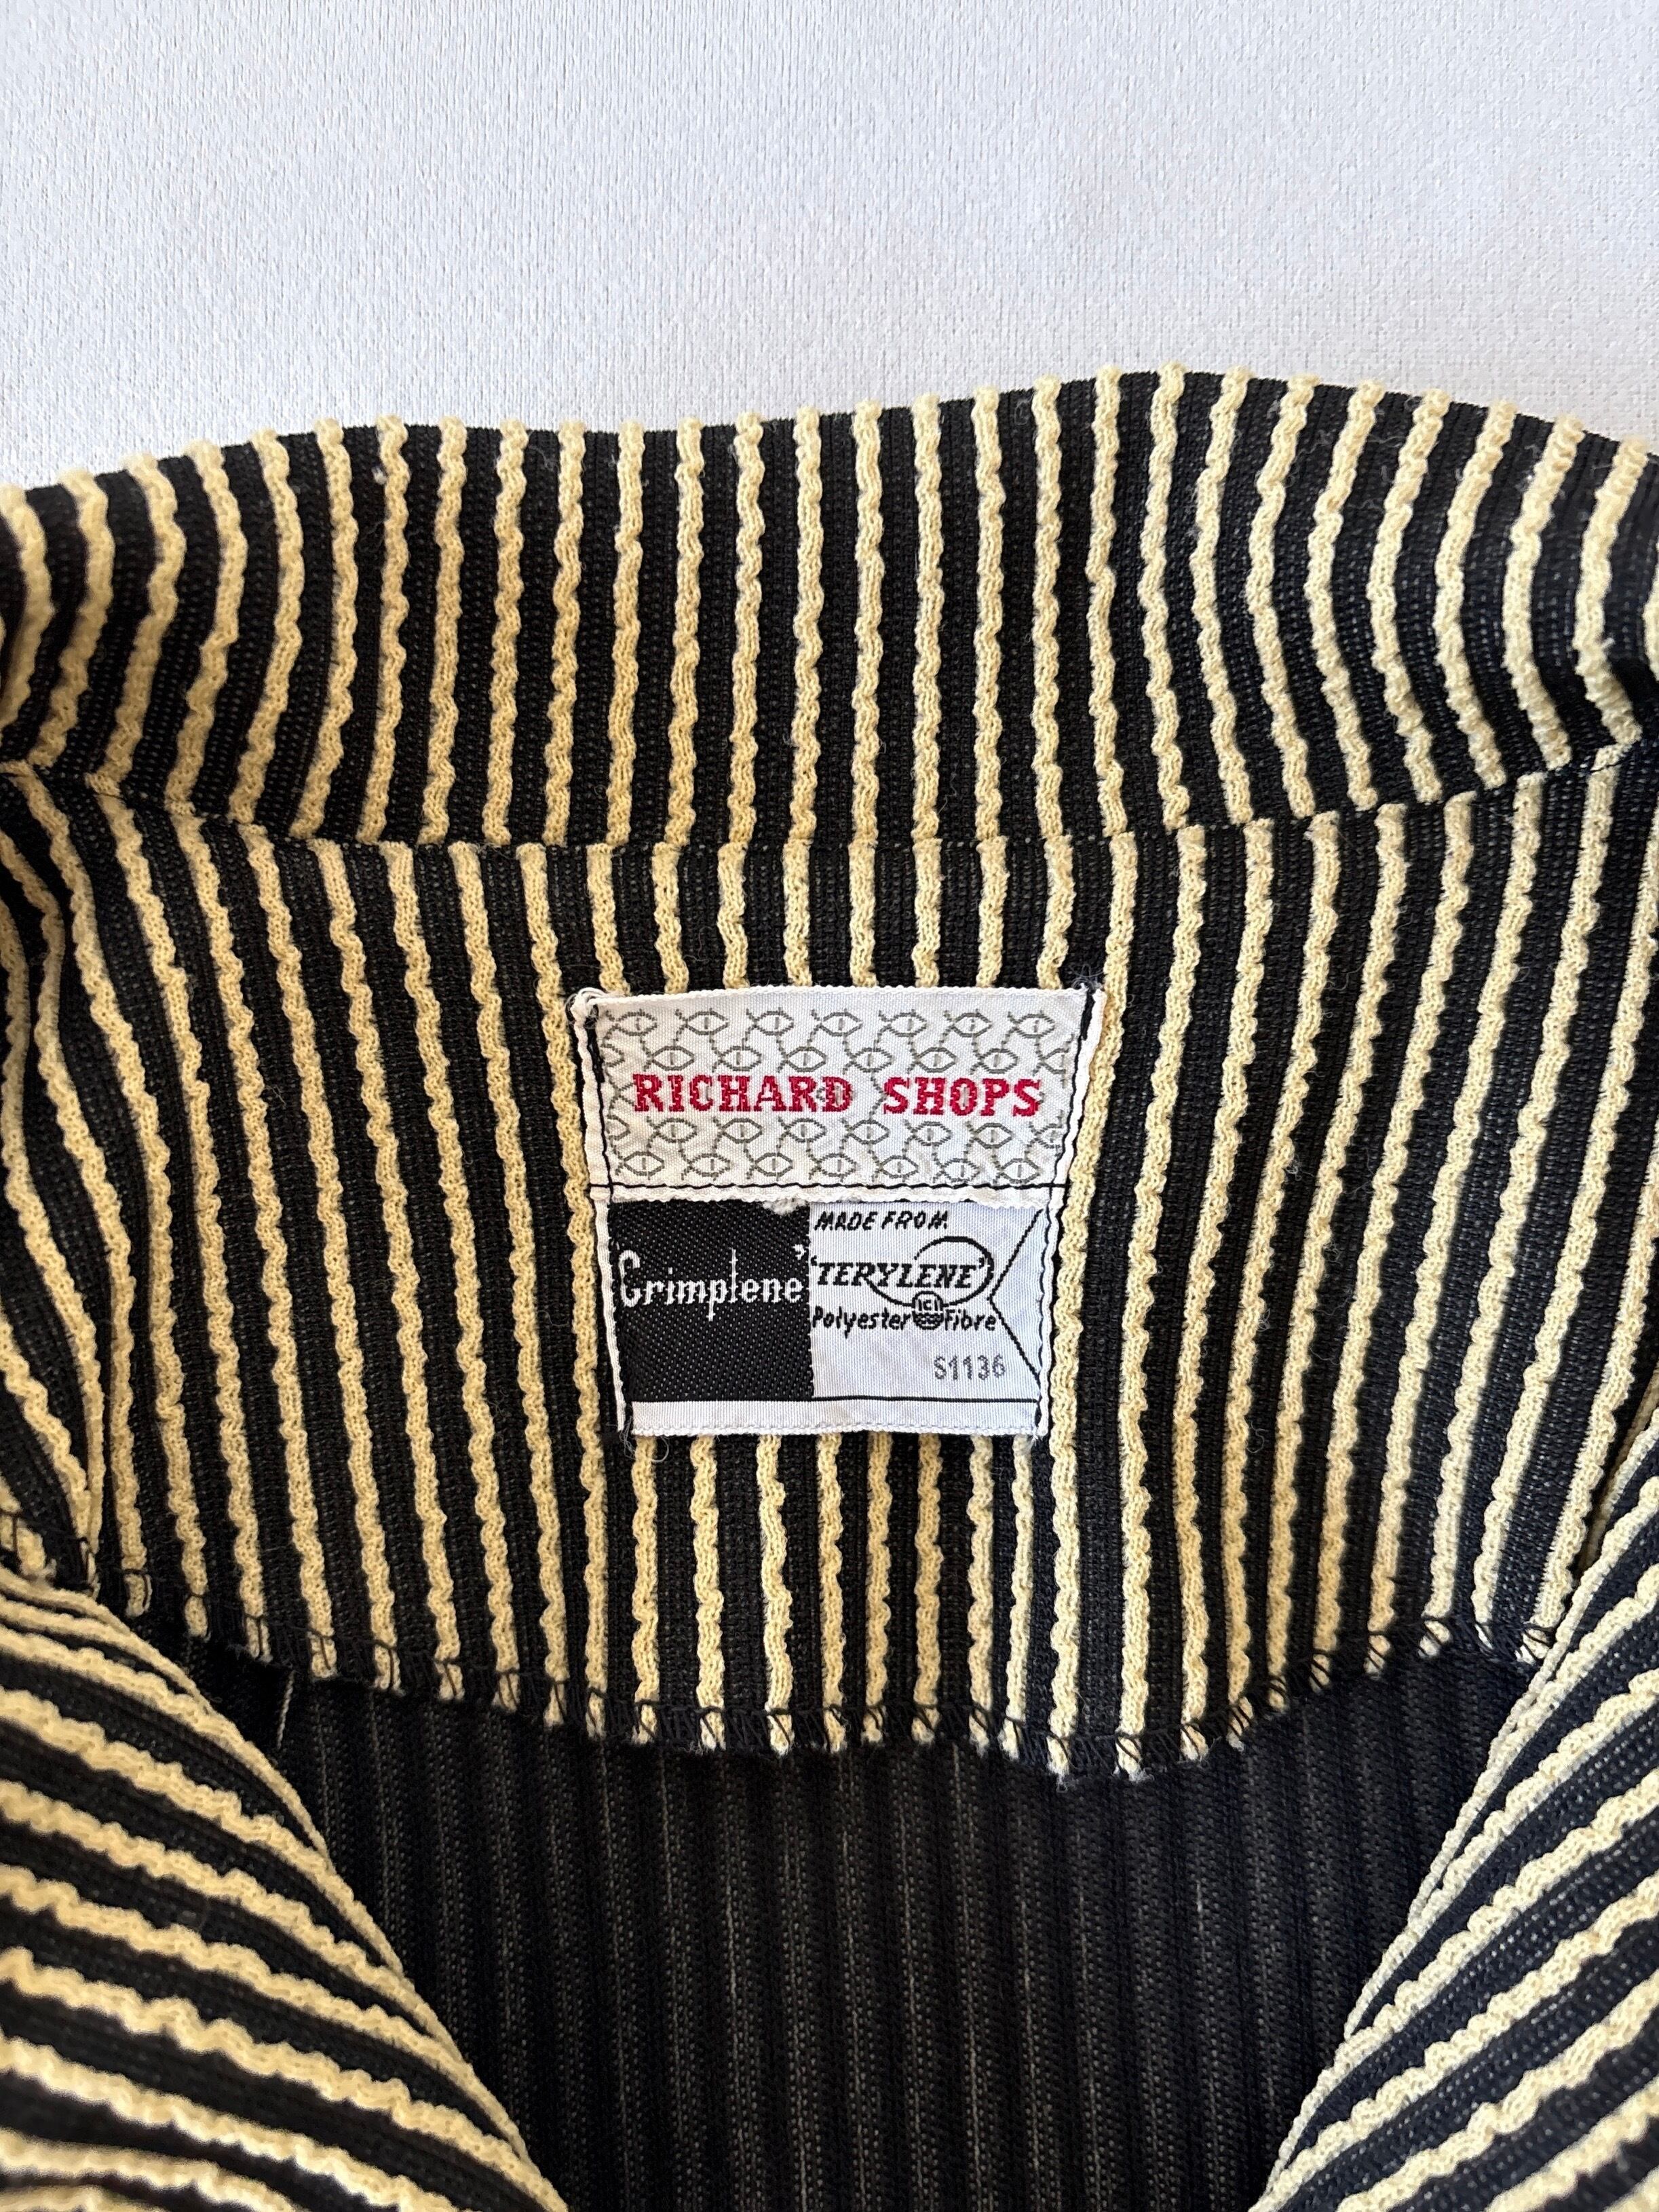 RICHARD SHOPS
'Crimplene'
MADE FROM
'TERYLENE'
ICI
Polyester Fibre
S1136